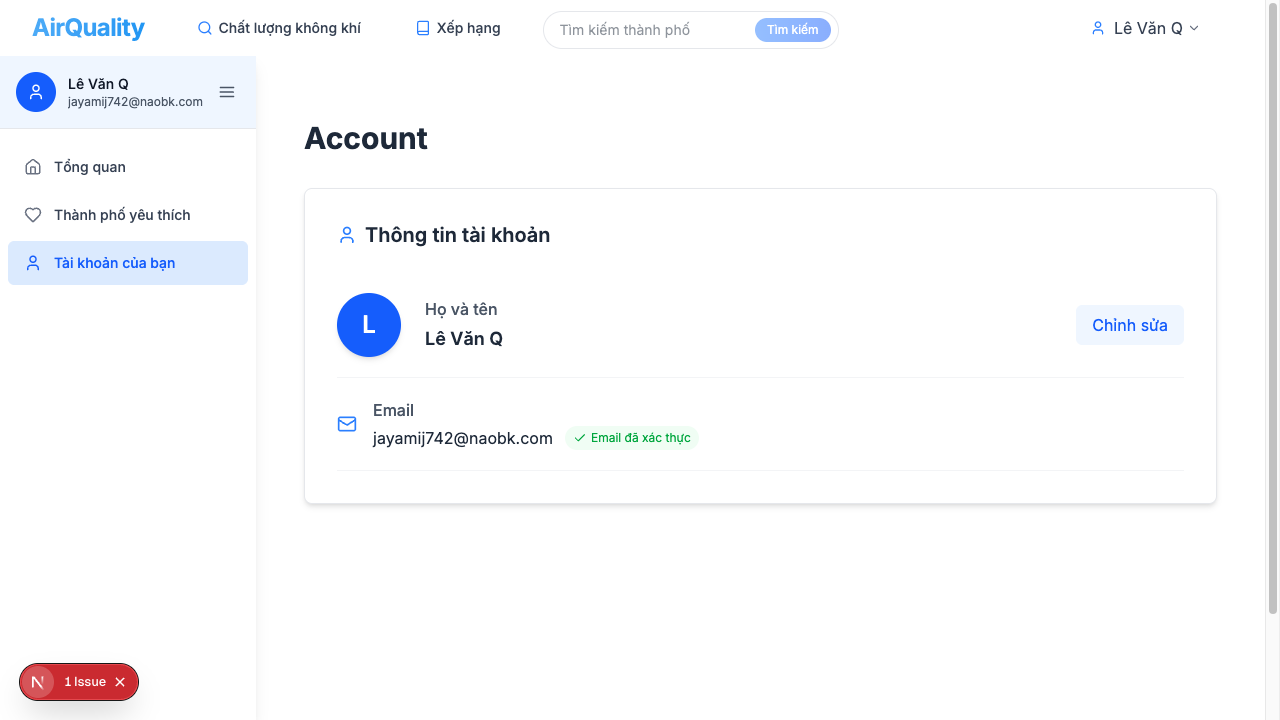 AirQuality
Chất lượng không khí
Xếp hạng
Tìm kiếm thành phố
Tìm kiếm
Lê Văn Q
Lê Văn Q
jayamij742@naobk.com
Tổng quan
Thành phố yêu thích
Tài khoản của bạn
Account
Thông tin tài khoản
L
Họ và tên
Lê Văn Q
Chỉnh sửa
Email
jayamij742@naobk.com
Email đã xác thực
N
1 Issue